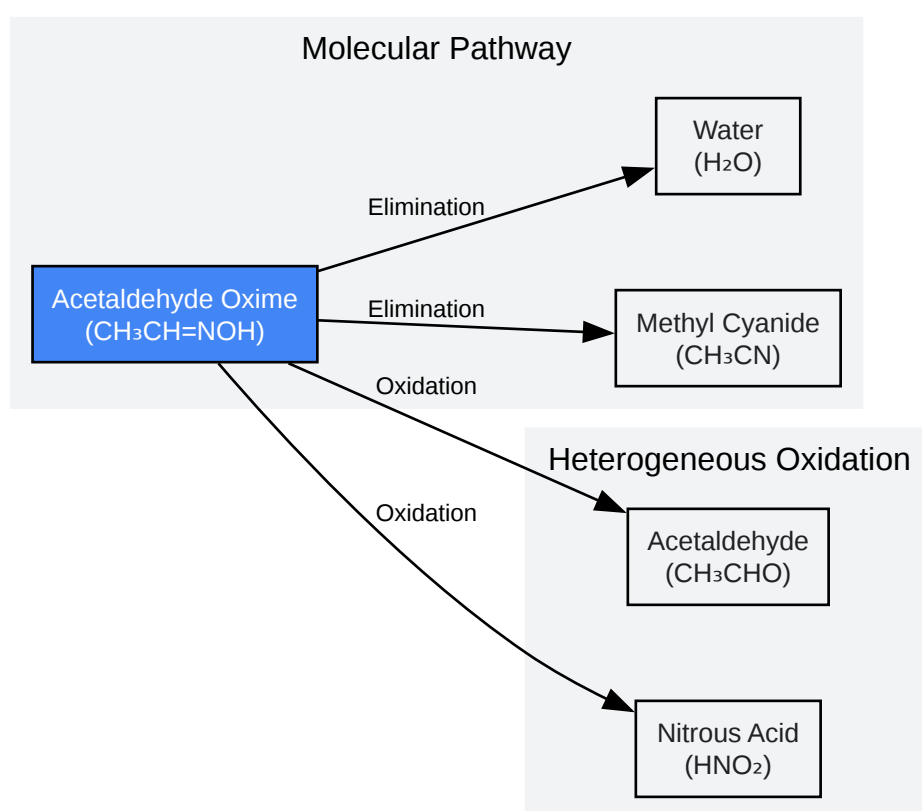 Molecular Pathway
Water
(H₂O)
Elimination
Acetaldehyde Oxime
(CH₃CH=NOH)
Elimination
Methyl Cyanide
(CH₃CN)
Oxidation
Heterogeneous Oxidation
Oxidation
Acetaldehyde
(CH₃CHO)
Nitrous Acid
(HNO₂)